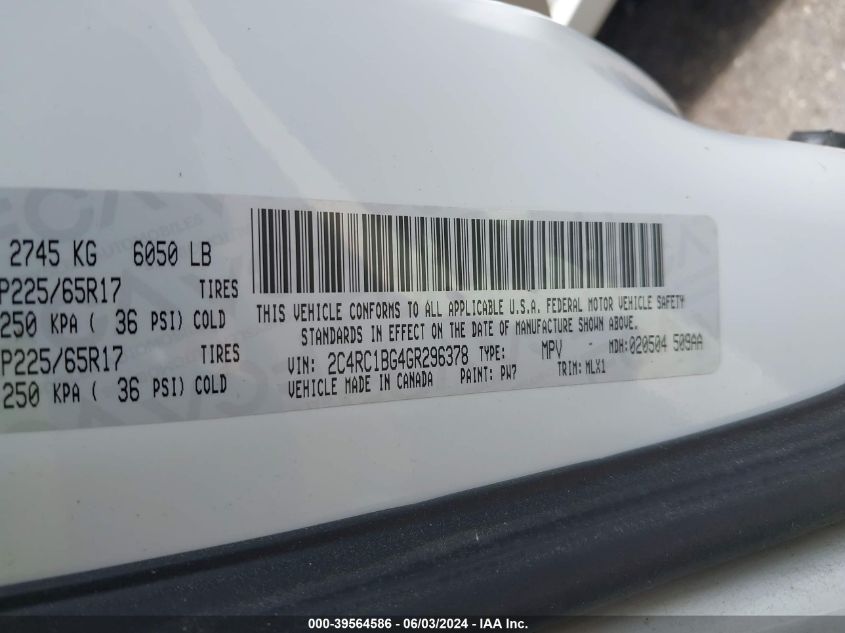 2745 KG 6050 LB
P225/65R17 TIRES
250 KPA ( 36 PSI) COLD
P225/65R17 TIRES
250 KPA ( 36 PSI) COLD
THIS VEHICLE CONFORMS TO ALL APPLICABLE U.S.A. FEDERAL MOTOR VEHICLE SAFETY
STANDARDS IN EFFECT ON THE DATE OF MANUFACTURE SHOWN ABOVE.
VIN: 2C4RC1BG4GR296378 TYPE: MPV MDH: 020504 509AA
VEHICLE MADE IN CANADA PAINT: PW7 TRIM: MLX1
000-39564586 - 06/03/2024 - IAA Inc.